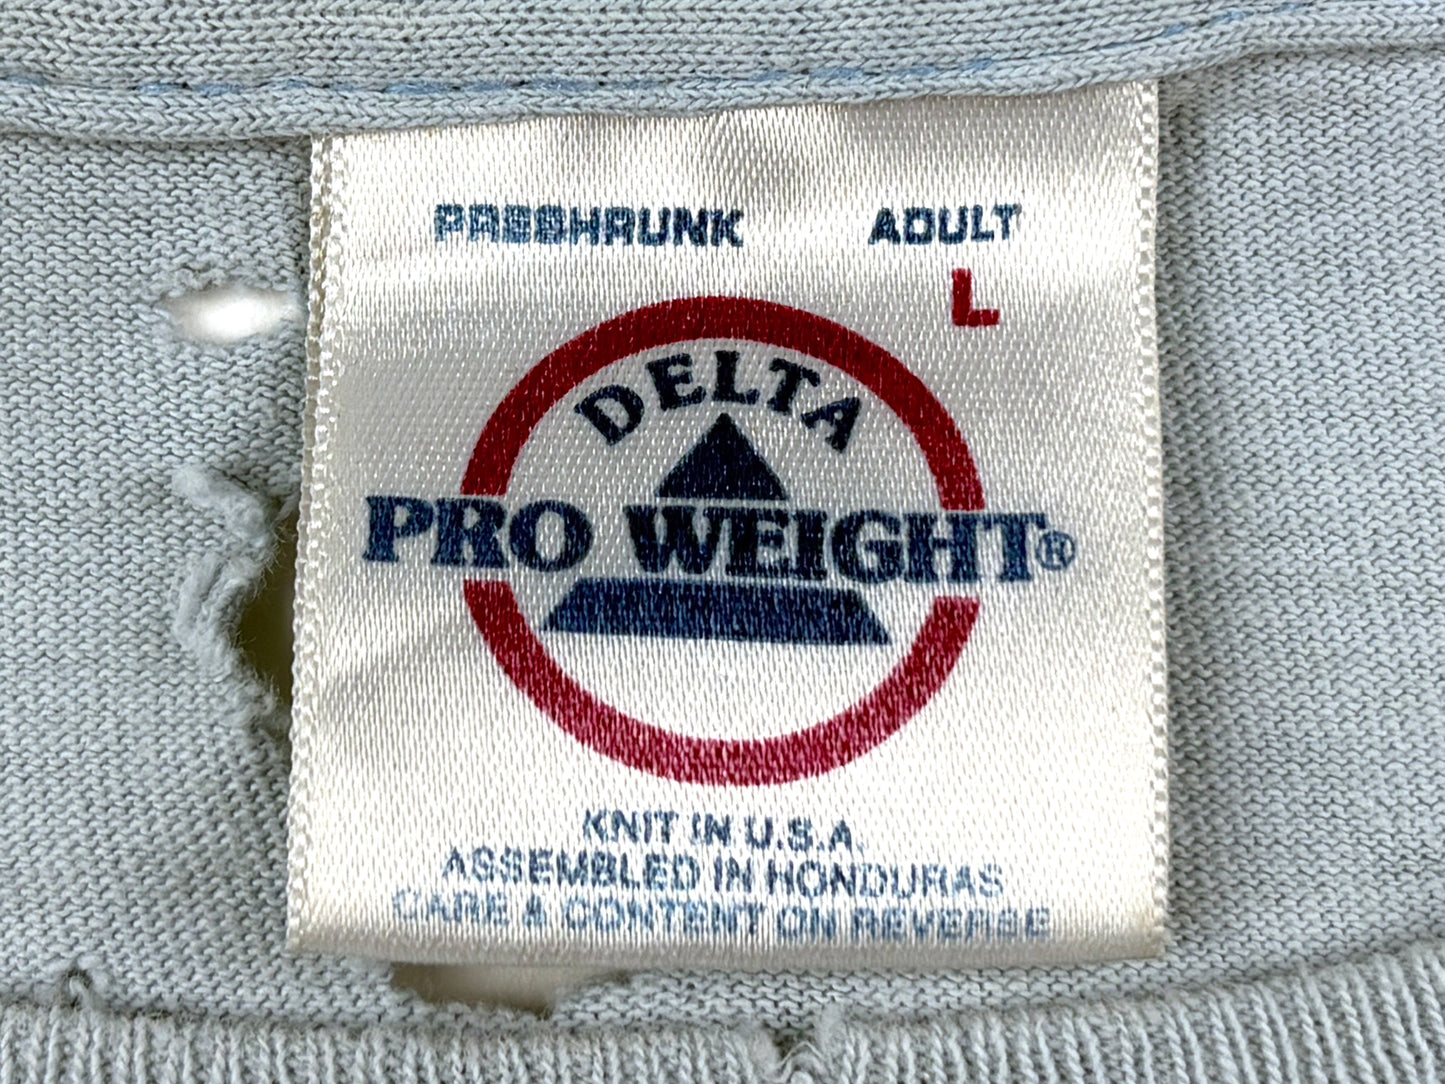 PRESHRUNK ADULT
L
DELTA
PRO WEIGHT®
KNIT IN U.S.A.
ASSEMBLED IN HONDURAS
CARE & CONTENT ON REVERSE